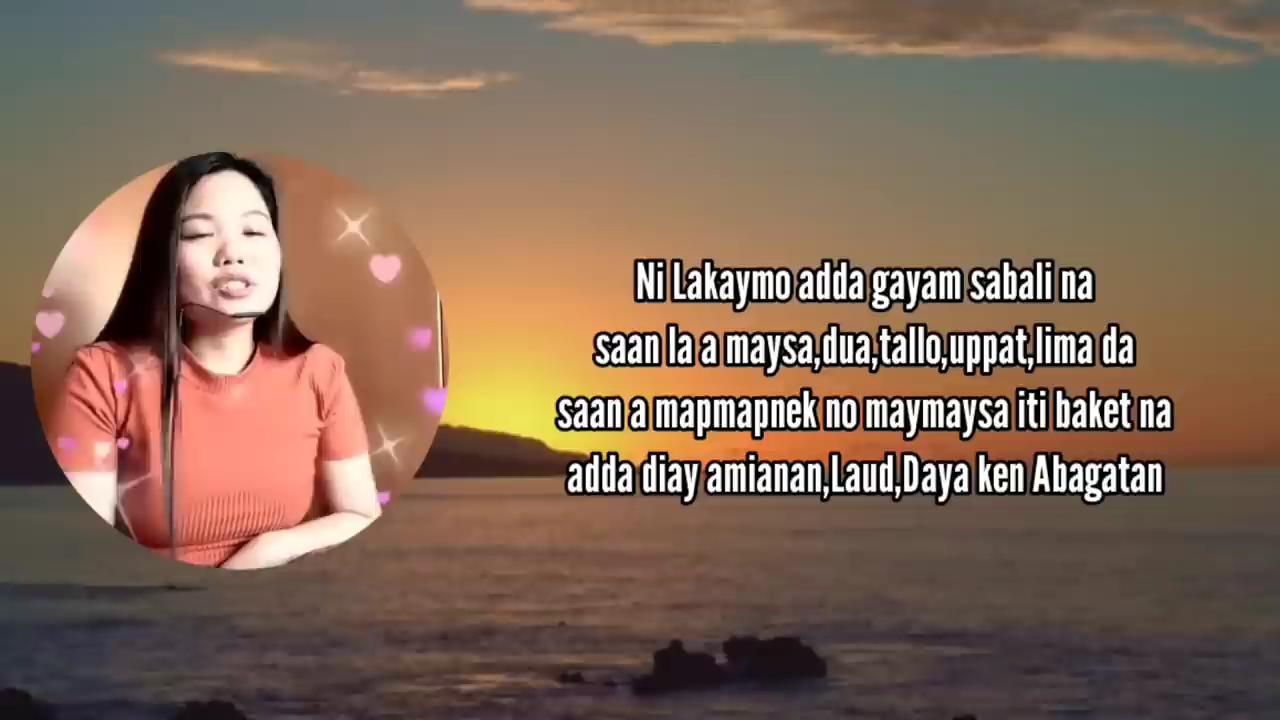 Ni Lakaymo adda gayam sabali na
saan la a maysa,dua,tallo,uppat,lima da
saan a mapmapnek no maymaysa iti baket na
adda diay amianan,Laud,Daya ken Abagatan